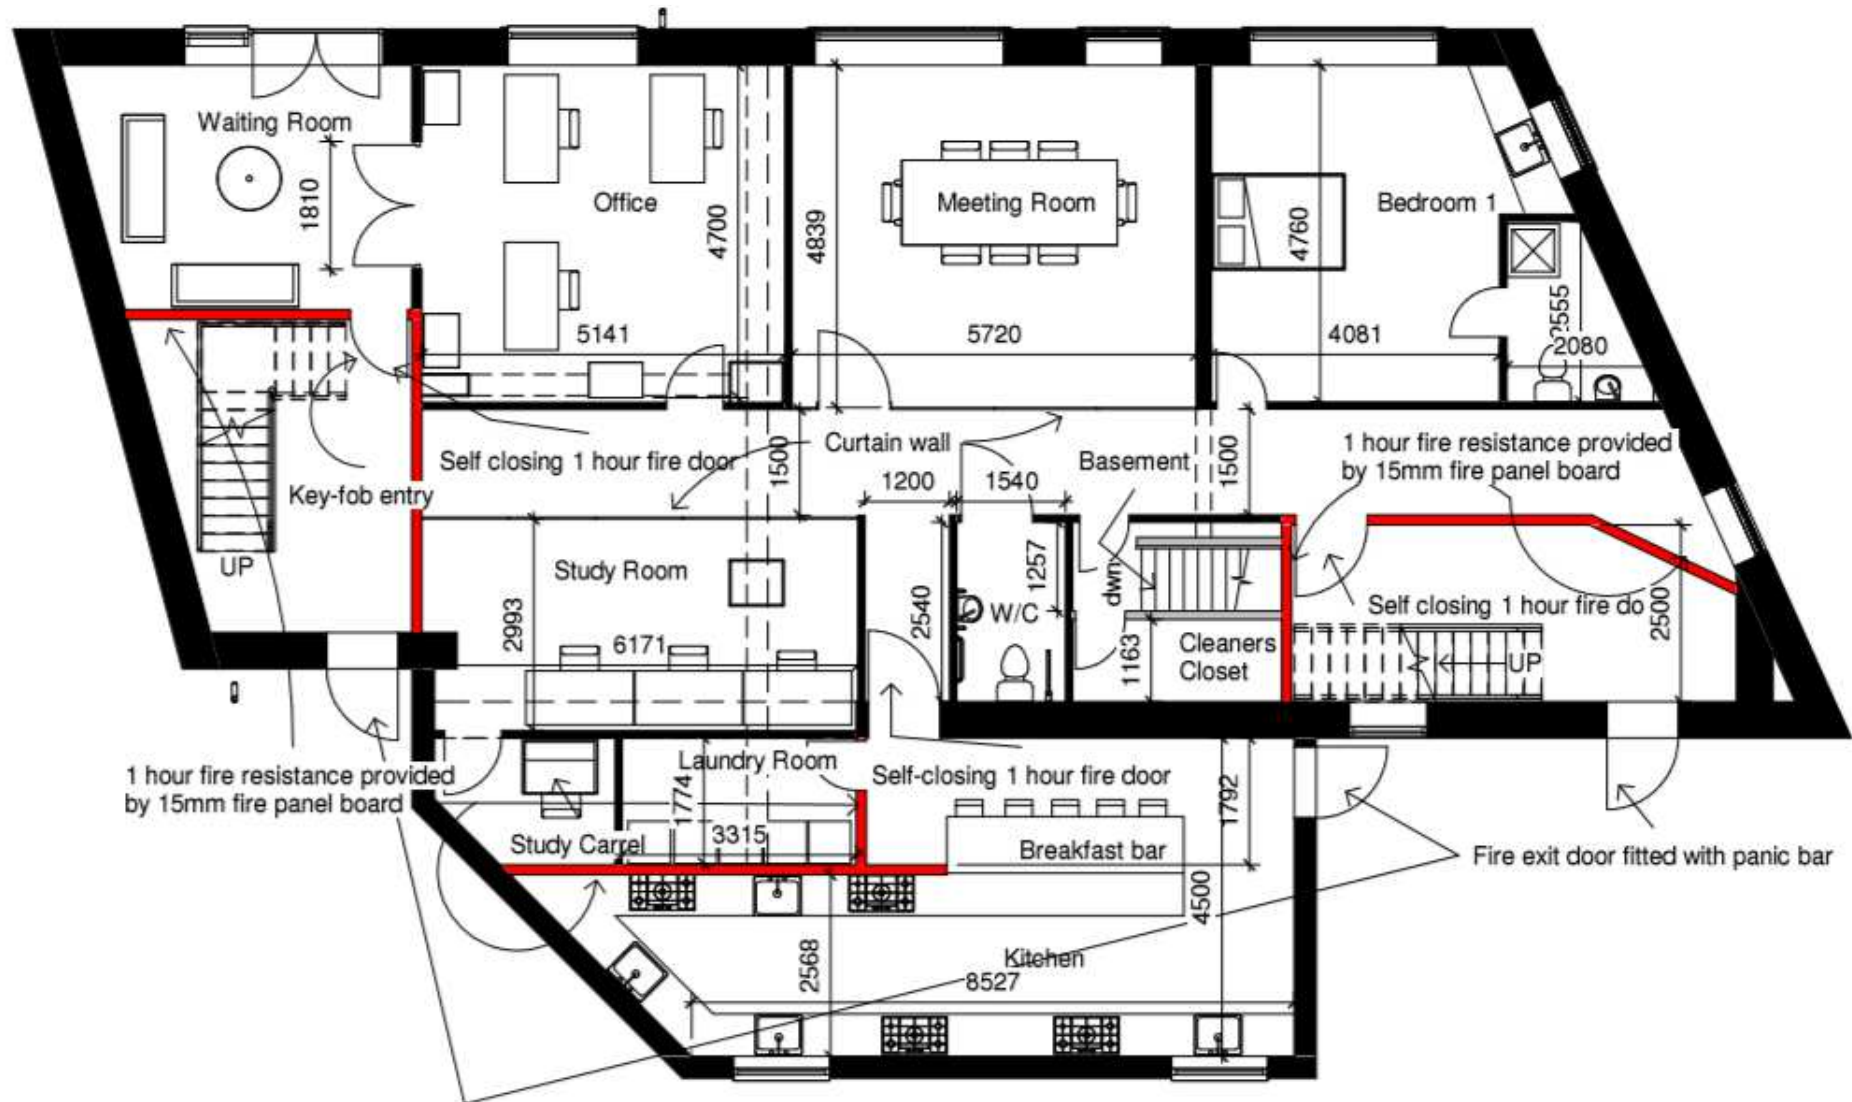 Waiting Room
1810
Office
4700
5141
4839
Meeting Room
5720
Bedroom 1
4760
4081
2555
2080
Self closing 1 hour fire door
1500
Curtain wall
1200
1540
Basement
1500
1 hour fire resistance provided
by 15mm fire panel board
Key-fob entry
UP
Study Room
2993
6171
2540
1257
W/C
dwn
1163
Cleaners
Closet
Self closing 1 hour fire do
2500
UP
1 hour fire resistance provided
by 15mm fire panel board
Laundry Room
1774
3315
Study Carrel
Self-closing 1 hour fire door
1792
Breakfast bar
4500
Fire exit door fitted with panic bar
2568
Kitchen
8527